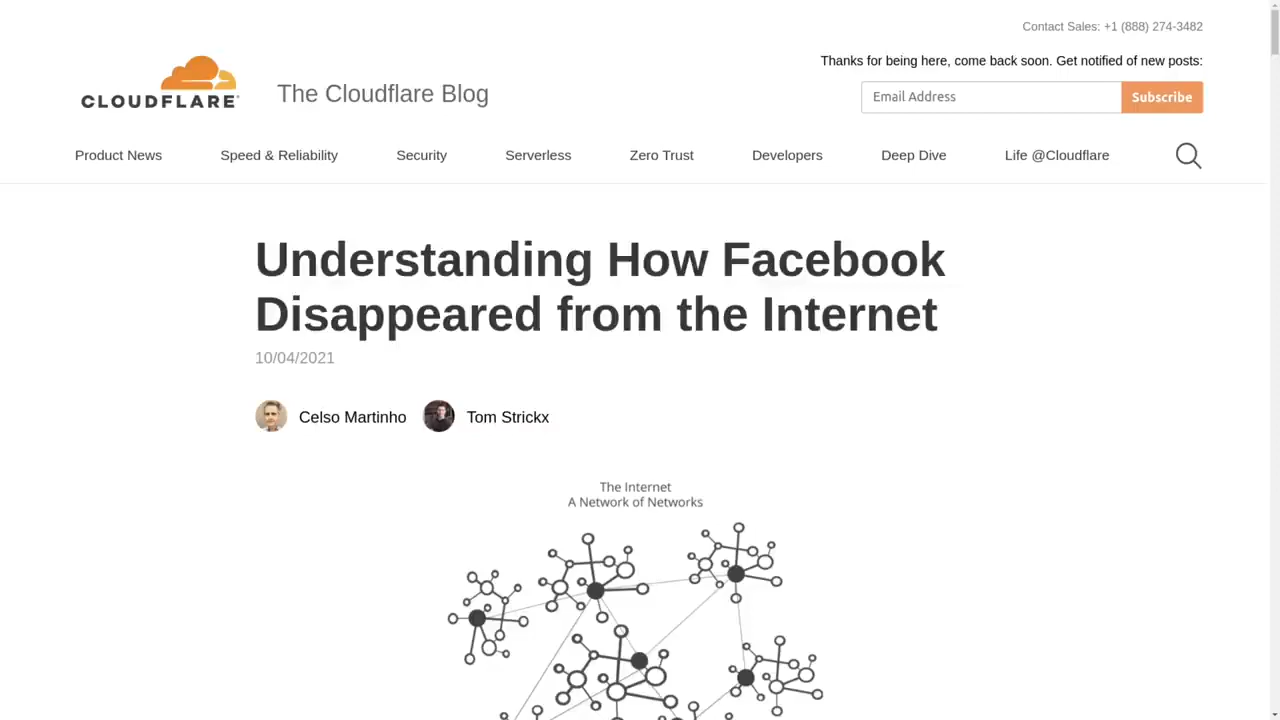 Contact Sales: +1 (888) 274-3482
Thanks for being here, come back soon. Get notified of new posts:
CLOUDFLARE
The Cloudflare Blog
Email Address
Subscribe
Product News
Speed & Reliability
Security
Serverless
Zero Trust
Developers
Deep Dive
Life @Cloudflare
Understanding How Facebook
Disappeared from the Internet
10/04/2021
Celso Martinho
Tom Strickx
The Internet
A Network of Networks